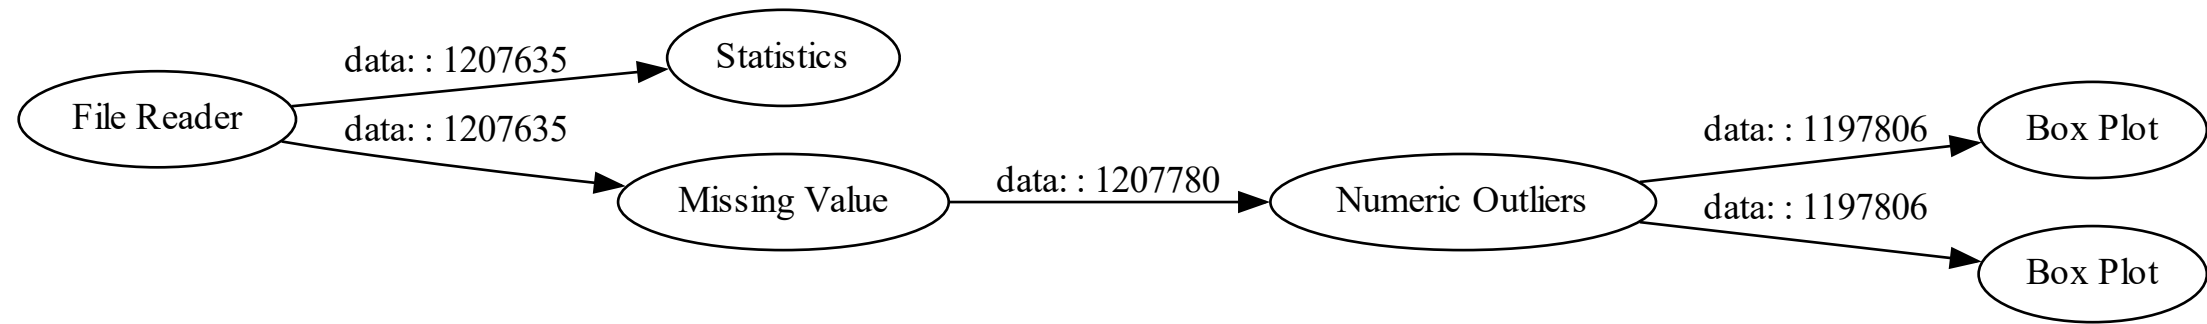 File Reader
data: : 1207635
Statistics
data: : 1207635
Missing Value
data: : 1207780
Numeric Outliers
data: : 1197806
Box Plot
data: : 1197806
Box Plot